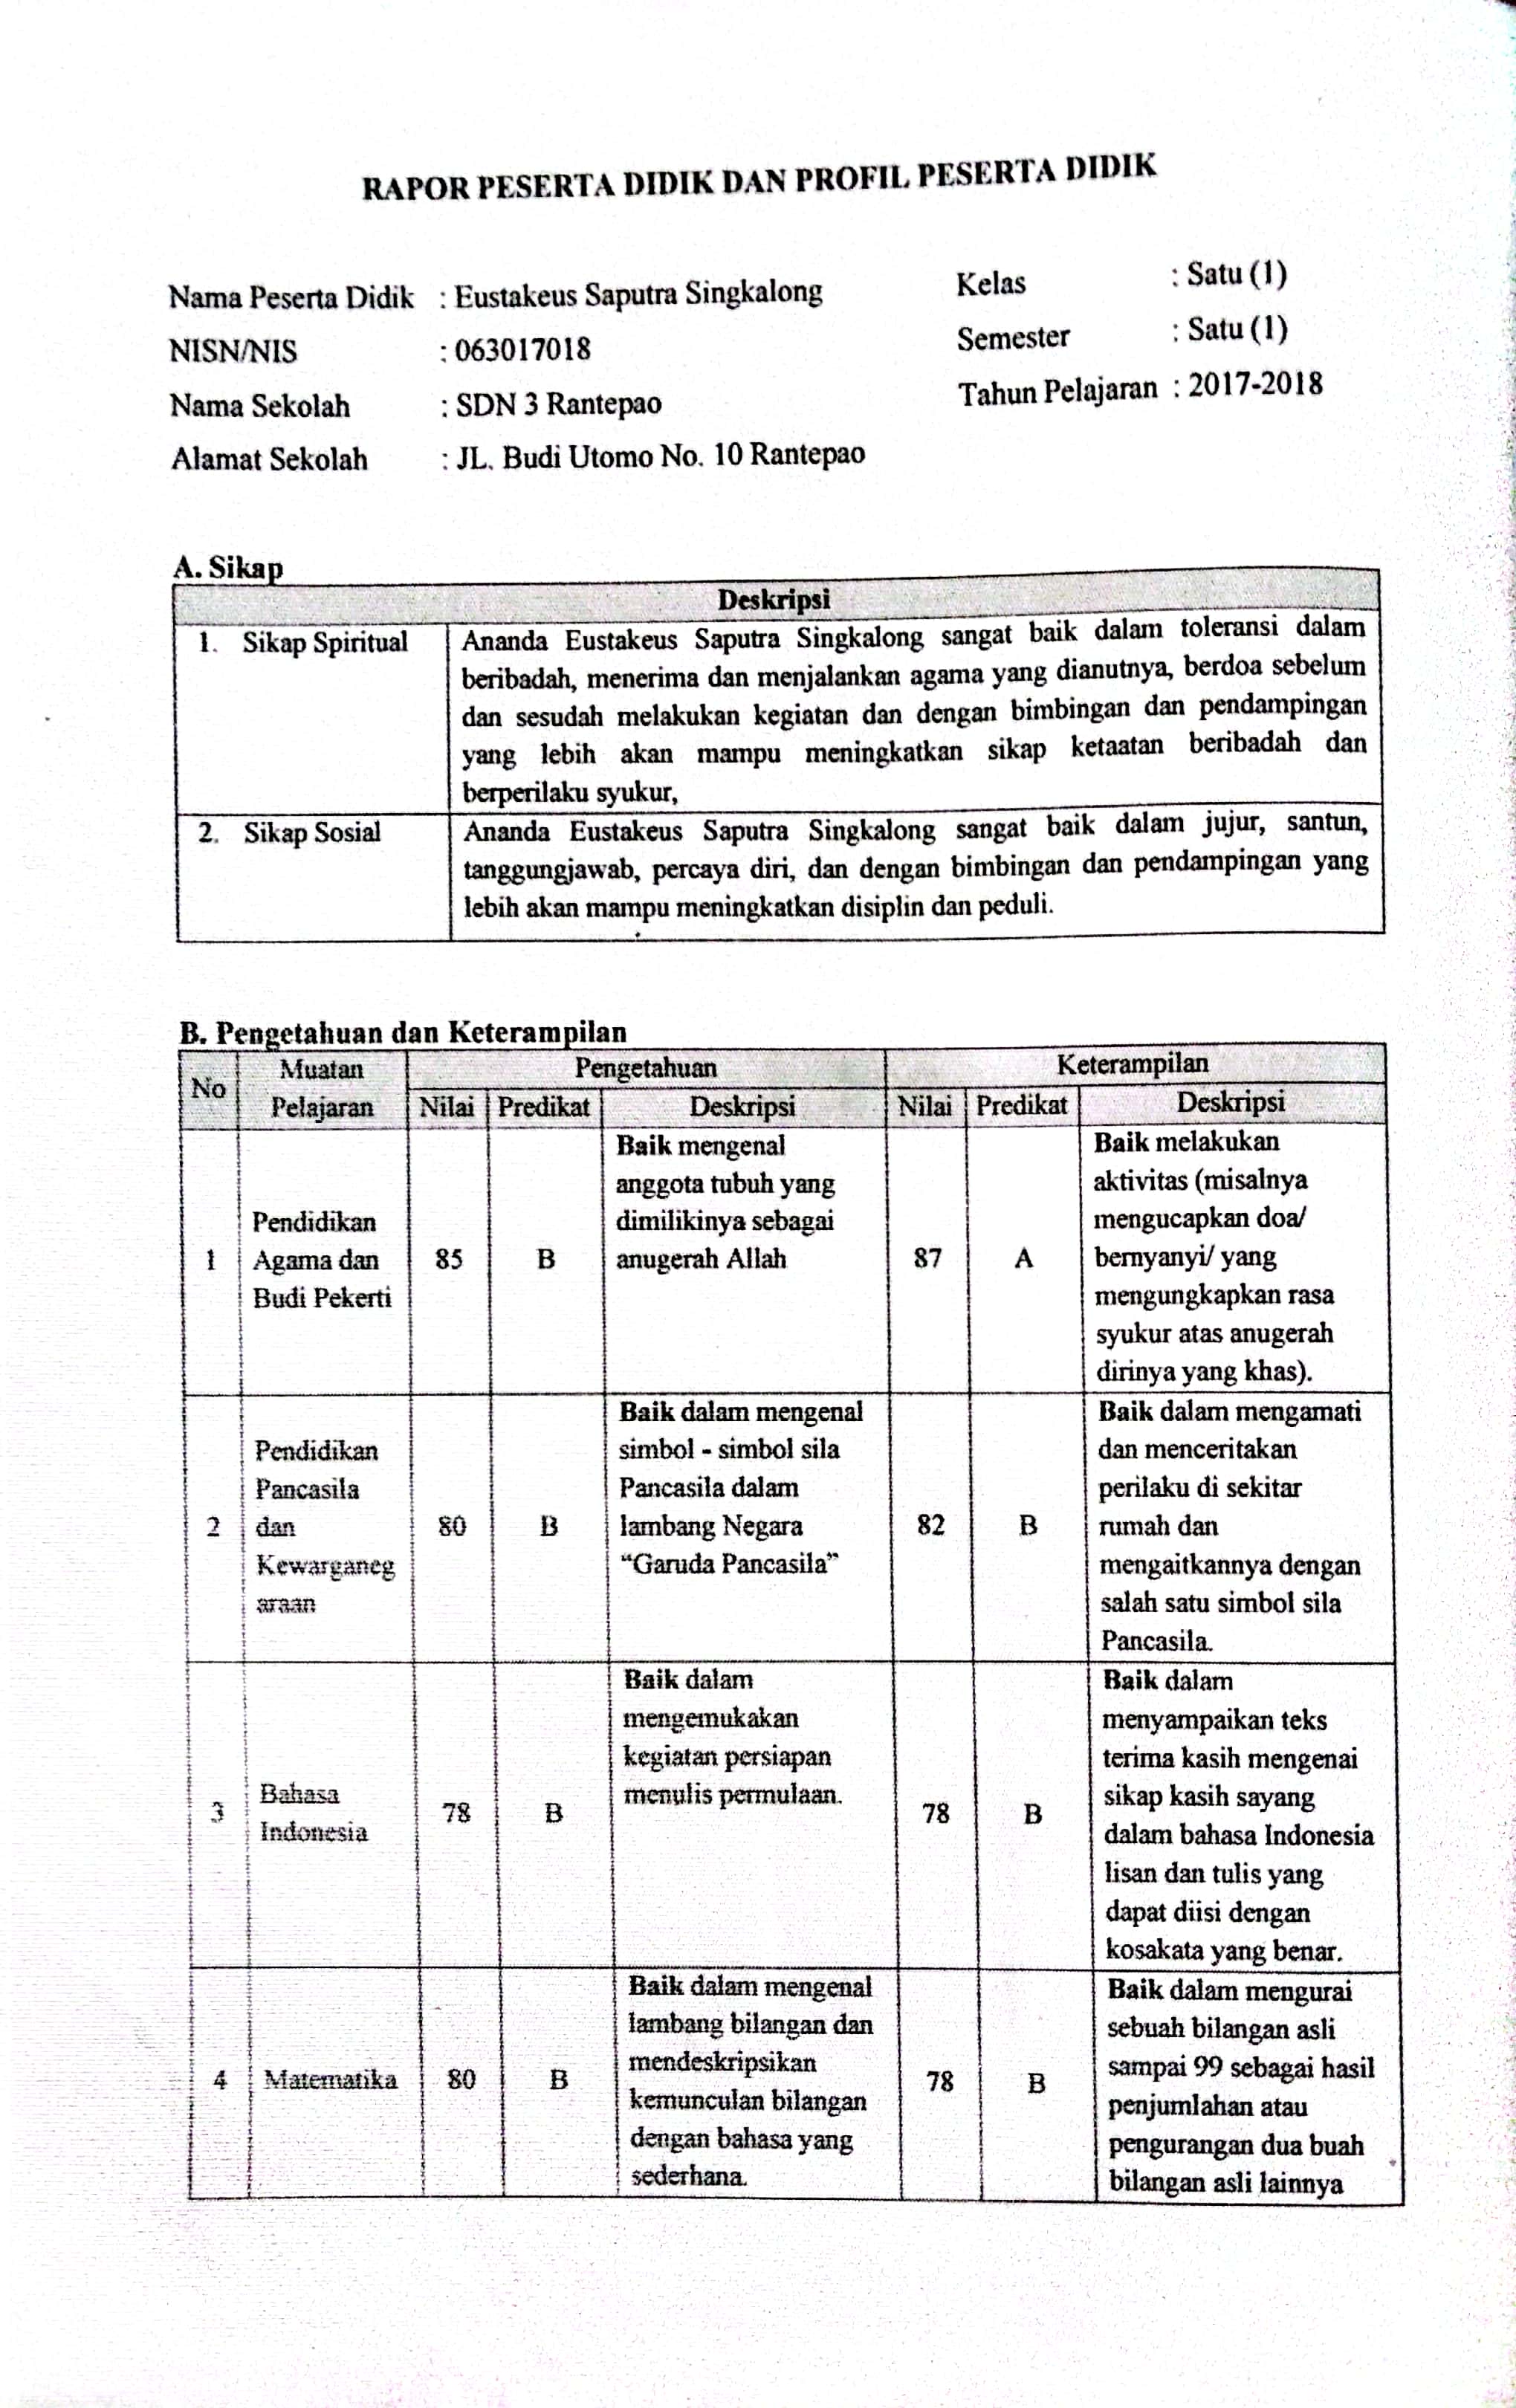 RAPOR PESERTA DIDIK DAN PROFIL PESERTA DIDIK
Nama Peserta Didik : Eustakeus Saputra Singkalong
NISN/NIS : 063017018
Nama Sekolah : SDN 3 Rantepao
Alamat Sekolah : JL. Budi Utomo No. 10 Rantepao
Kelas : Satu (1)
Semester : Satu (1)
Tahun Pelajaran : 2017-2018
A. Sikap
Deskripsi
1. Sikap Spiritual
Ananda Eustakeus Saputra Singkalong sangat baik dalam toleransi dalam
beribadah, menerima dan menjalankan agama yang dianutnya, berdoa sebelum
dan sesudah melakukan kegiatan dan dengan bimbingan dan pendampingan
yang lebih akan mampu meningkatkan sikap ketaatan beribadah dan
berperilaku syukur,
2. Sikap Sosial
Ananda Eustakeus Saputra Singkalong sangat baik dalam jujur, santun,
tanggungjawab, percaya diri, dan dengan bimbingan dan pendampingan yang
lebih akan mampu meningkatkan disiplin dan peduli.
B. Pengetahuan dan Keterampilan
No
Muatan
Pelajaran
Pengetahuan
Keterampilan
Nilai Predikat Deskripsi Nilai Predikat Deskripsi
1
Pendidikan
Agama dan
Budi Pekerti
85
B
Baik mengenal
anggota tubuh yang
dimilikinya sebagai
anugerah Allah
87
A
Baik melakukan
aktivitas (misalnya
mengucapkan doa/
bernyanyi/ yang
mengungkapkan rasa
syukur atas anugerah
dirinya yang khas).
2
Pendidikan
Pancasila
dan
Kewarganeg
araan
80
B
Baik dalam mengenal
simbol - simbol sila
Pancasila dalam
lambang Negara
“Garuda Pancasila”
82
B
Baik dalam mengamati
dan menceritakan
perilaku di sekitar
rumah dan
mengaitkannya dengan
salah satu simbol sila
Pancasila.
3
Bahasa
Indonesia
78
B
Baik dalam
mengemukakan
kegiatan persiapan
menulis permulaan.
78
B
Baik dalam
menyampaikan teks
terima kasih mengenai
sikap kasih sayang
dalam bahasa Indonesia
lisan dan tulis yang
dapat diisi dengan
kosakata yang benar.
4
Matematika
80
B
Baik dalam mengenal
lambang bilangan dan
mendeskripsikan
kemunculan bilangan
dengan bahasa yang
sederhana.
78
B
Baik dalam mengurai
sebuah bilangan asli
sampai 99 sebagai hasil
penjumlahan atau
pengurangan dua buah
bilangan asli lainnya